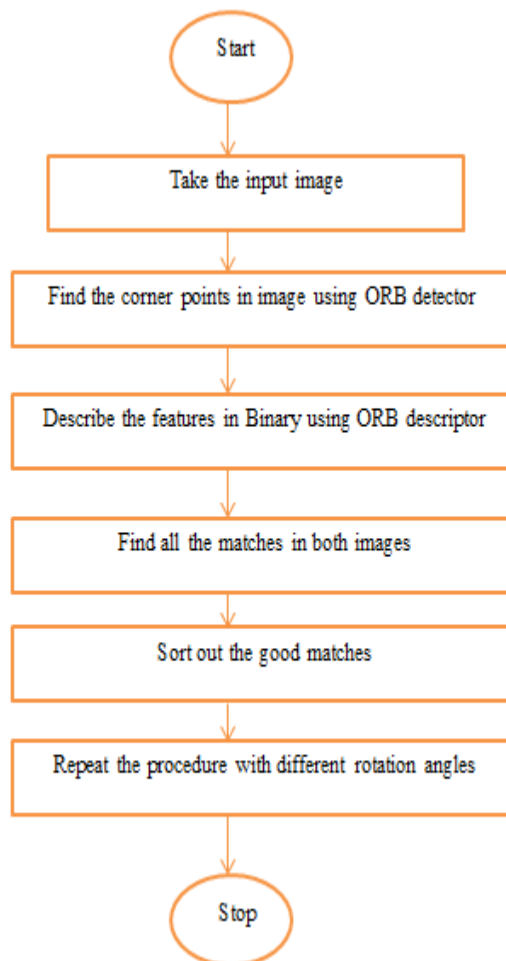 Start
Take the input image
Find the corner points in image using ORB detector
Describe the features in Binary using ORB descriptor
Find all the matches in both images
Sort out the good matches
Repeat the procedure with different rotation angles
Stop